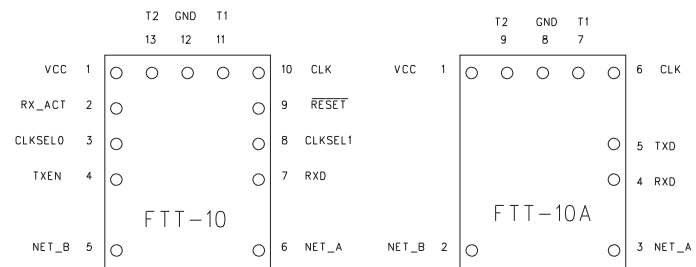 T2 GND T1
13 12 11
VCC 1 10 CLK
RX_ACT 2 9 RESET
CLKSEL0 3 8 CLKSEL1
TXEN 4 7 RXD
FTT-10
NET_B 5 6 NET_A
T2 GND T1
9 8 7
VCC 1 6 CLK
5 TXD
4 RXD
FTT-10A
NET_B 2 3 NET_A